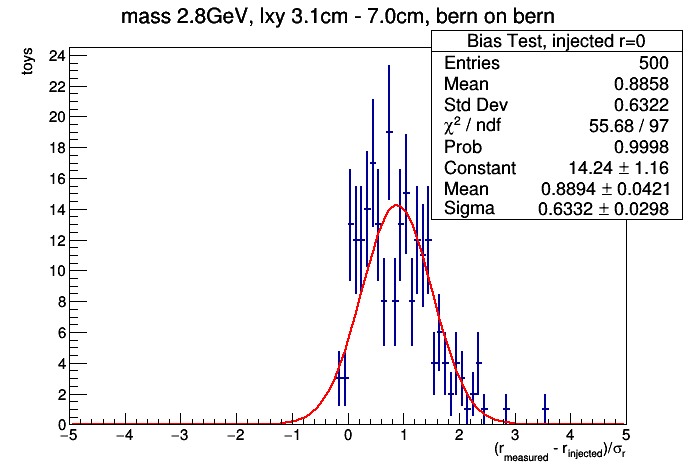 mass 2.8GeV, lxy 3.1cm - 7.0cm, bern on bern
Bias Test, injected r=0
Entries 500
Mean 0.8858
Std Dev 0.6322
χ² / ndf 55.68 / 97
Prob 0.9998
Constant 14.24 ± 1.16
Mean 0.8894 ± 0.0421
Sigma 0.6332 ± 0.0298
toys
24
22
20
18
16
14
12
10
8
6
4
2
0
−5 −4 −3 −2 −1 0 1 2 3 4 5
(r_measured - r_injected)/σ_r